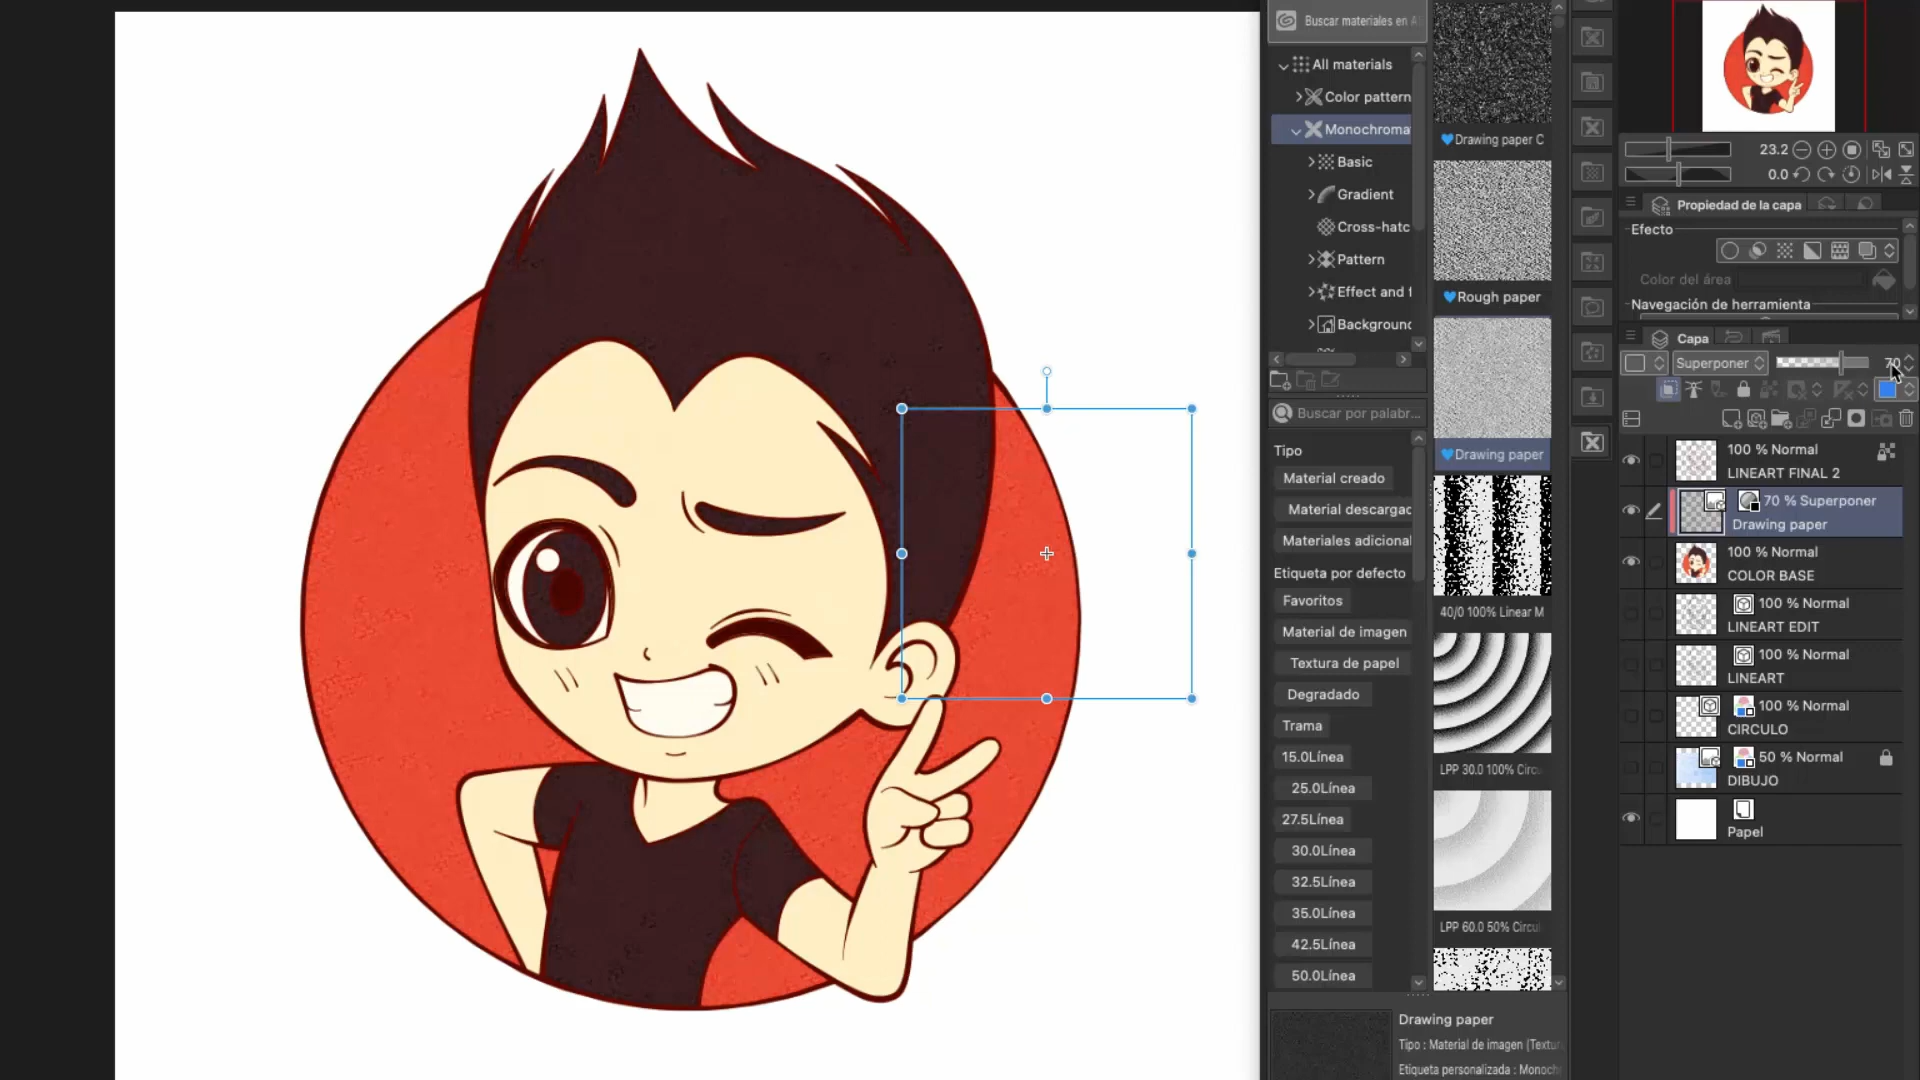 Buscar materiales en
All materials
Color pattern
Monochroma
Basic
Gradient
Cross-hatc
Pattern
Effect and f
Background
Buscar por palabr...
Tipo
Material creado
Material descargad
Materiales adicional
Etiqueta por defecto
Favoritos
Material de imagen
Textura de papel
Degradado
Trama
15.0Línea
25.0Línea
27.5Línea
30.0Línea
32.5Línea
35.0Línea
42.5Línea
50.0Línea
Drawing paper C
Rough paper
Drawing paper
40/0 100% Linear M
LPP 30.0 100% Circu
LPP 60.0 50% Circul
Drawing paper
Tipo : Material de imagen (Textur
Etiqueta personalizada : Monoch
23.2
0.0
Propiedad de la capa
Efecto
Color del área
Navegación de herramienta
Capa
Superponer
70
100 % Normal
LINEART FINAL 2
70 % Superponer
Drawing paper
100 % Normal
COLOR BASE
100 % Normal
LINEART EDIT
100 % Normal
LINEART
100 % Normal
CIRCULO
50 % Normal
DIBUJO
Papel